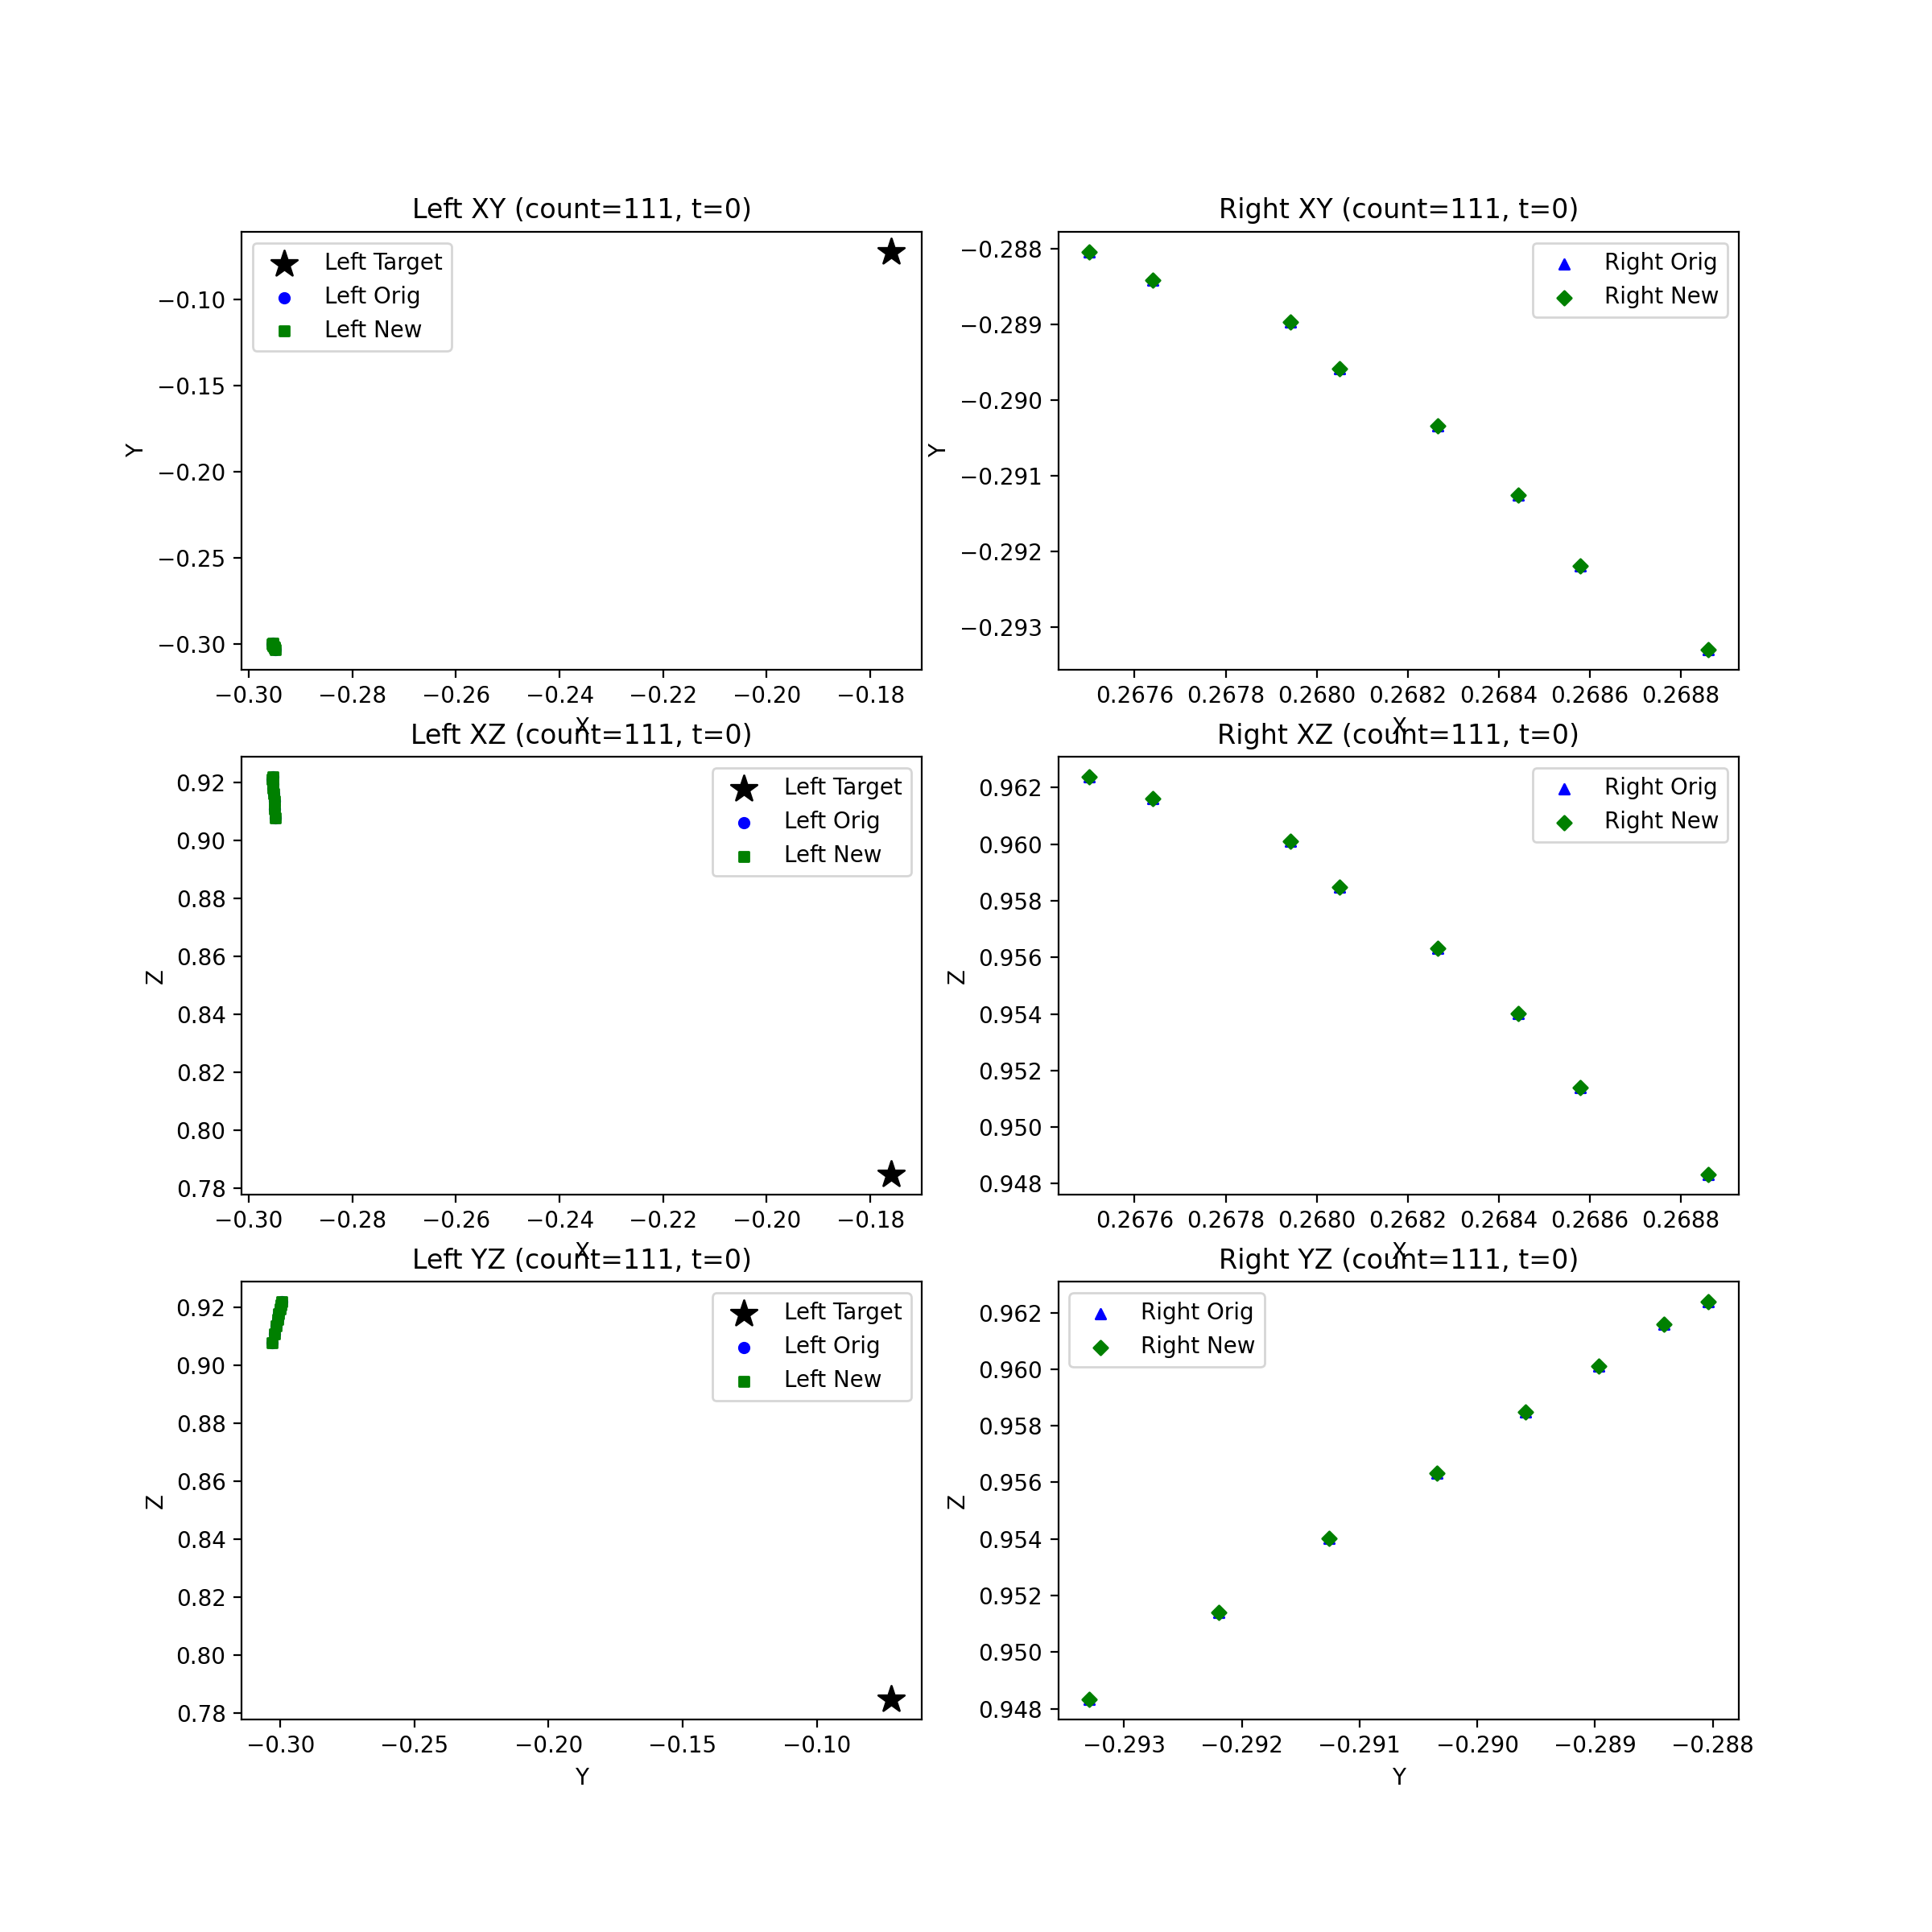 Left XY (count=111, t=0)
Left Target
Left Orig
Left New
−0.10
−0.15
−0.20
−0.25
−0.30
Y
−0.30 −0.28 −0.26 −0.24 −0.22 −0.20 −0.18
X
Right XY (count=111, t=0)
Right Orig
Right New
−0.288
−0.289
−0.290
−0.291
−0.292
−0.293
Y
0.2676 0.2678 0.2680 0.2682 0.2684 0.2686 0.2688
X
Left XZ (count=111, t=0)
Left Target
Left Orig
Left New
0.92
0.90
0.88
0.86
0.84
0.82
0.80
0.78
Z
−0.30 −0.28 −0.26 −0.24 −0.22 −0.20 −0.18
X
Right XZ (count=111, t=0)
Right Orig
Right New
0.962
0.960
0.958
0.956
0.954
0.952
0.950
0.948
Z
0.2676 0.2678 0.2680 0.2682 0.2684 0.2686 0.2688
X
Left YZ (count=111, t=0)
Left Target
Left Orig
Left New
0.92
0.90
0.88
0.86
0.84
0.82
0.80
0.78
Z
−0.30 −0.25 −0.20 −0.15 −0.10
Y
Right YZ (count=111, t=0)
Right Orig
Right New
0.962
0.960
0.958
0.956
0.954
0.952
0.950
0.948
Z
−0.293 −0.292 −0.291 −0.290 −0.289 −0.288
Y